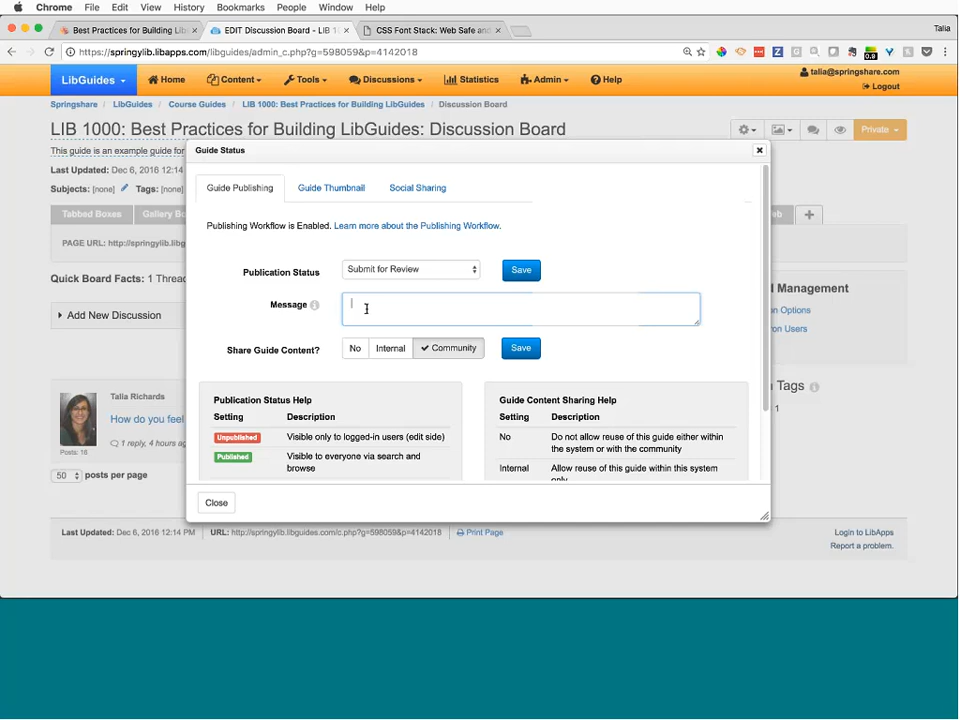 Chrome File Edit View History Bookmarks People Window Help
Best Practices for Building Lib
EDIT Discussion Board - LIB 1
CSS Font Stack: Web Safe and
Talia
https://springylib.libapps.com/libguides/admin_c.php?g=598059&p=4142018
LibGuides Home Content Tools Discussions Statistics Admin Help
talia@springshare.com
Logout
Springshare LibGuides Course Guides LIB 1000: Best Practices for Building LibGuides Discussion Board
LIB 1000: Best Practices for Building LibGuides: Discussion Board
Private
This guide is an example guide for
Guide Status
Last Updated: Dec 6, 2016 12:14
Subjects: [none] Tags: [none]
Guide Publishing Guide Thumbnail Social Sharing
Tabbed Boxes Gallery Bo
Publishing Workflow is Enabled. Learn more about the Publishing Workflow.
PAGE URL: http://springylib.libg
Publication Status Submit for Review Save
Quick Board Facts: 1 Threa
d Management
Message
Options
Add New Discussion
on Users
Share Guide Content? No Internal Community Save
Tags
1
Talia Richards
How do you feel
1 reply, 4 hours ag
Posts: 16
50 posts per page
Publication Status Help
Setting Description
Unpublished Visible only to logged-in users (edit side)
Published Visible to everyone via search and
browse
Guide Content Sharing Help
Setting Description
No Do not allow reuse of this guide either within
the system or with the community
Internal Allow reuse of this guide within this system
only
Close
Last Updated: Dec 6, 2016 12:14 PM URL: http://springylib.libguides.com/c.php?g=598059&p=4142018 Print Page
Login to LibApps
Report a problem.